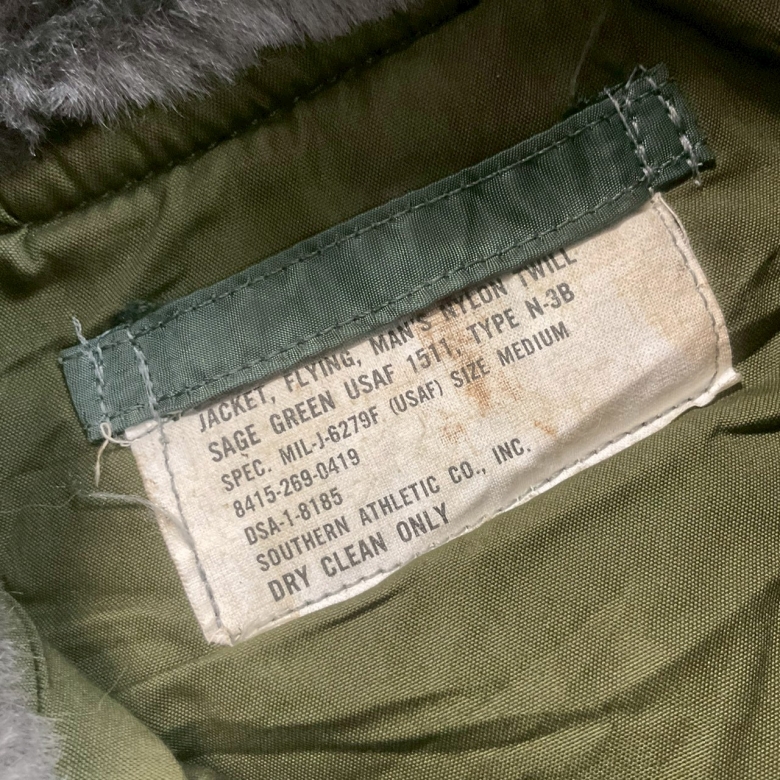 JACKET, FLYING, MAN'S NYLON TWILL
SAGE GREEN USAF 1511, TYPE N-3B
SPEC. MIL-J-6279F (USAF) SIZE MEDIUM
8415-269-0419
DSA-1-8185
SOUTHERN ATHLETIC CO., INC.
DRY CLEAN ONLY